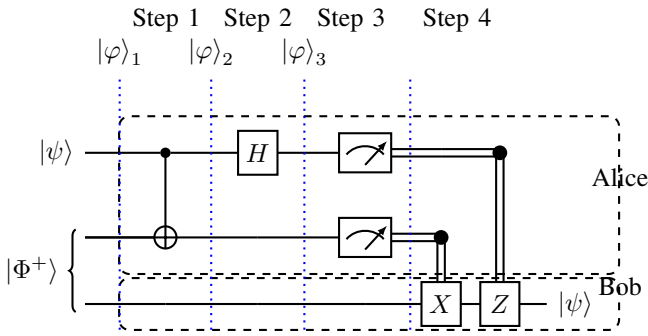 Step 1 Step 2 Step 3 Step 4
|φ⟩₁ |φ⟩₂ |φ⟩₃
|ψ⟩ H
Alice
|Φ⁺⟩
Bob
X Z |ψ⟩